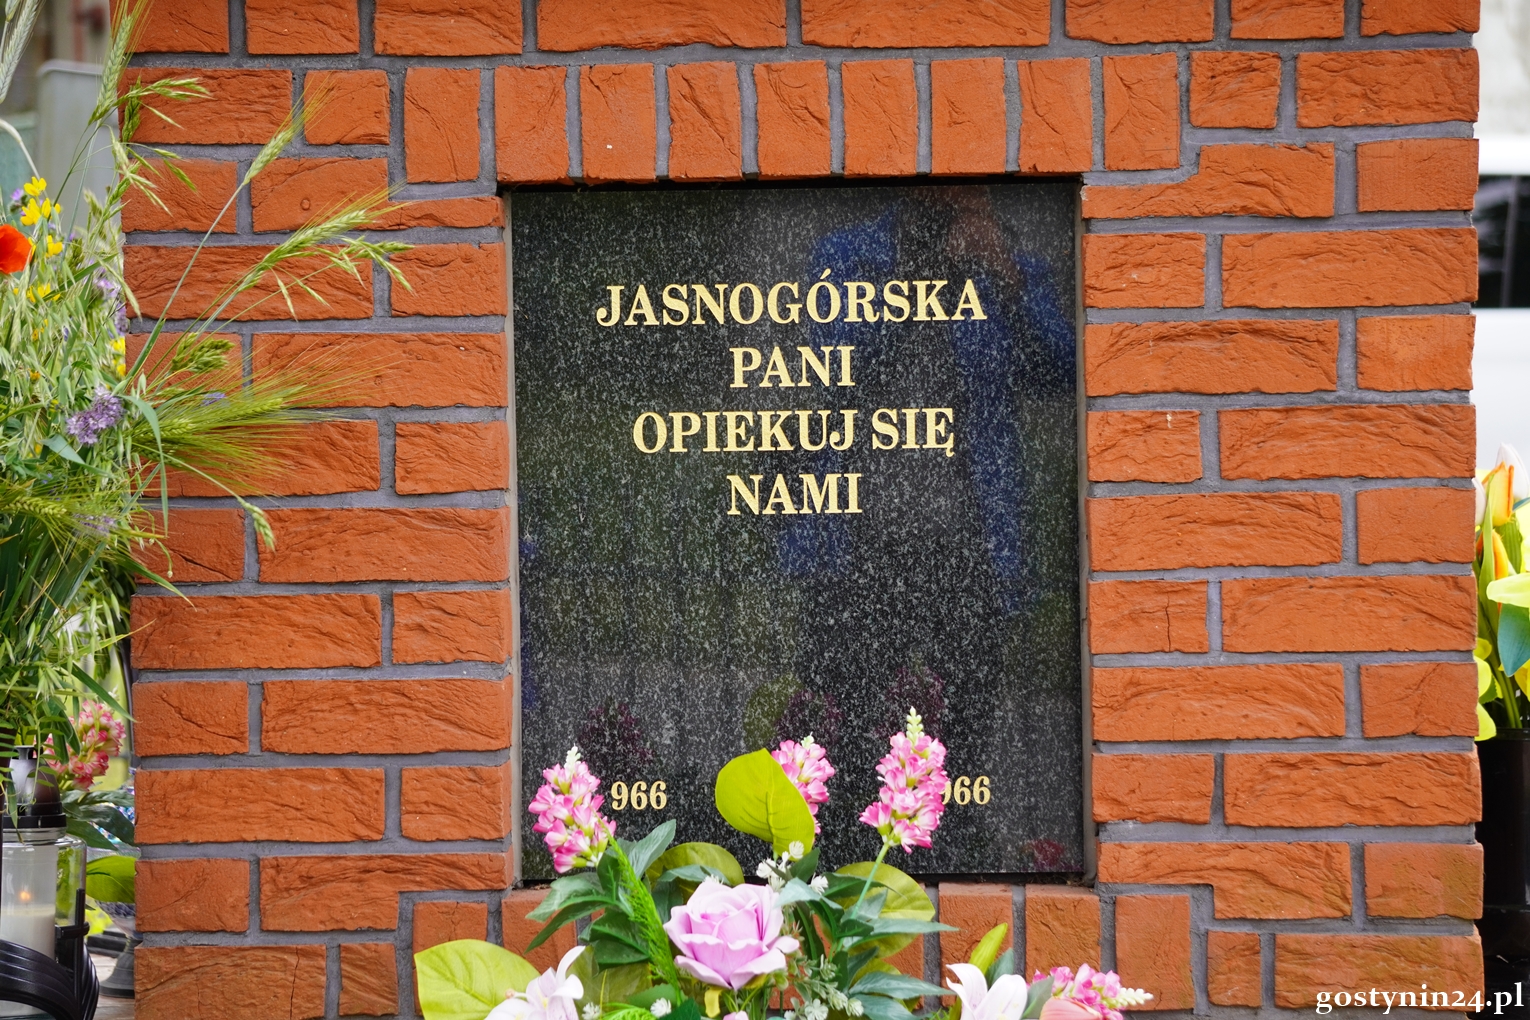 JASNOGÓRSKA
PANI
OPIEKUJ SIĘ
NAMI
966 966
gostynin24.pl